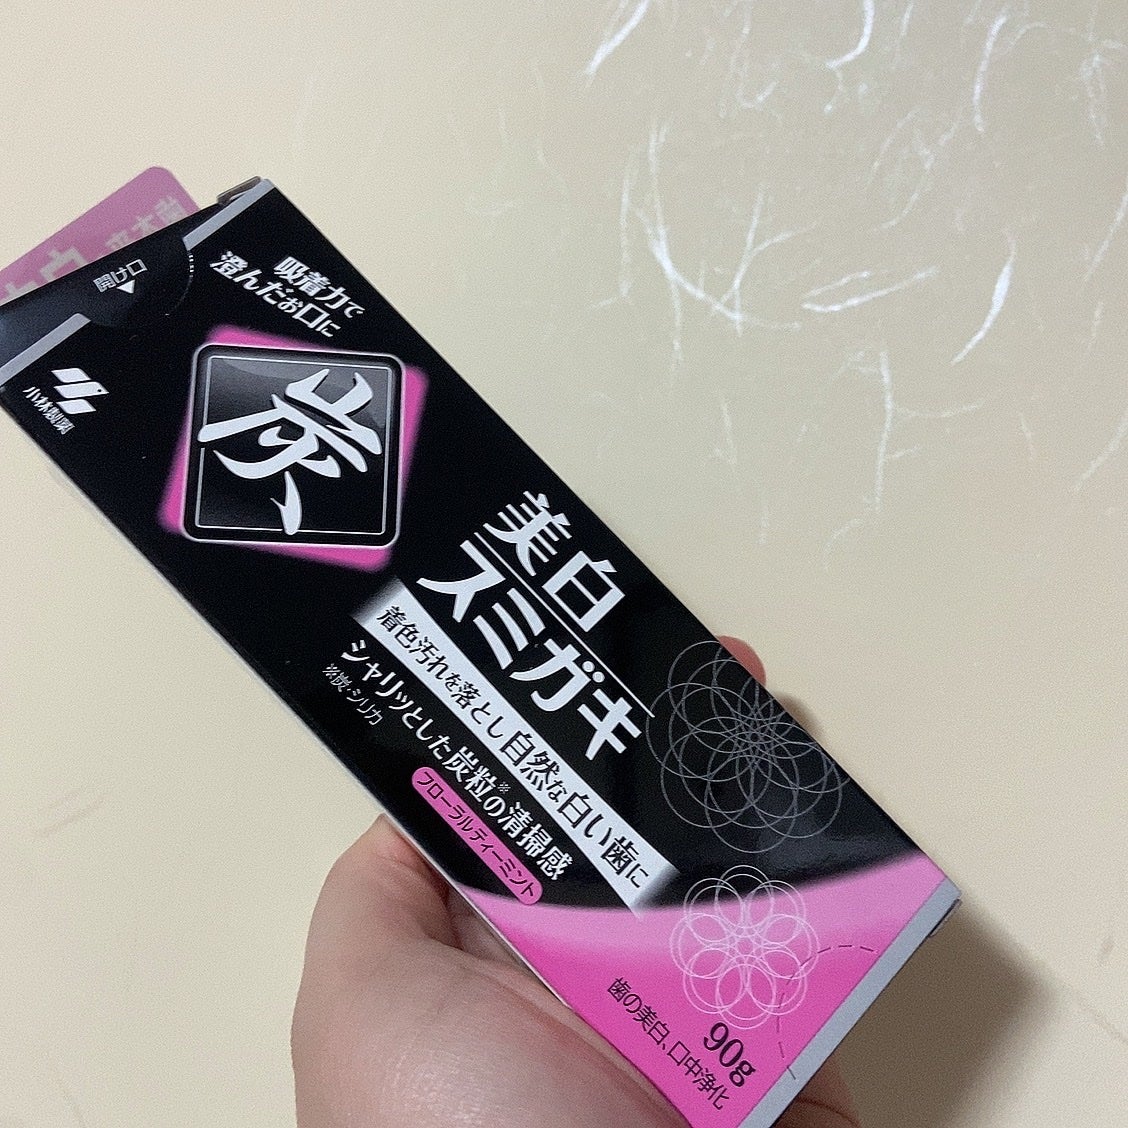 開け口
吸着力で
澄んだお口に
小林製薬
炭
美白
スミガキ
着色汚れを落とし自然な白い歯に
シャリッとした炭粒※の清掃感
※炭・シリカ
フローラルティーミント
歯の美白、口中浄化
90g